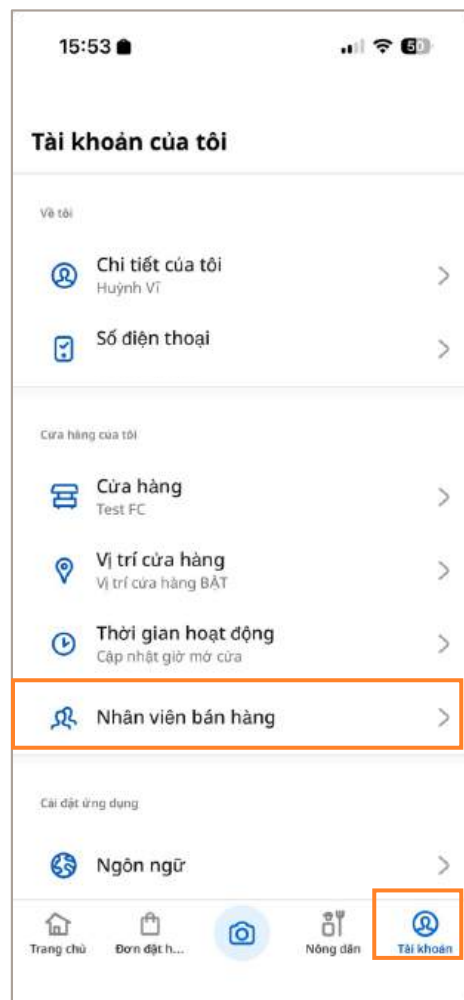 15:53
50
Tài khoản của tôi
Về tôi
Chi tiết của tôi
Huỳnh Vĩ
Số điện thoại
Cửa hàng của tôi
Cửa hàng
Test FC
Vị trí cửa hàng
Vị trí cửa hàng BẬT
Thời gian hoạt động
Cập nhật giờ mở cửa
Nhân viên bán hàng
Cài đặt ứng dụng
Ngôn ngữ
Trang chủ Đơn đặt h... Nông dân Tài khoản